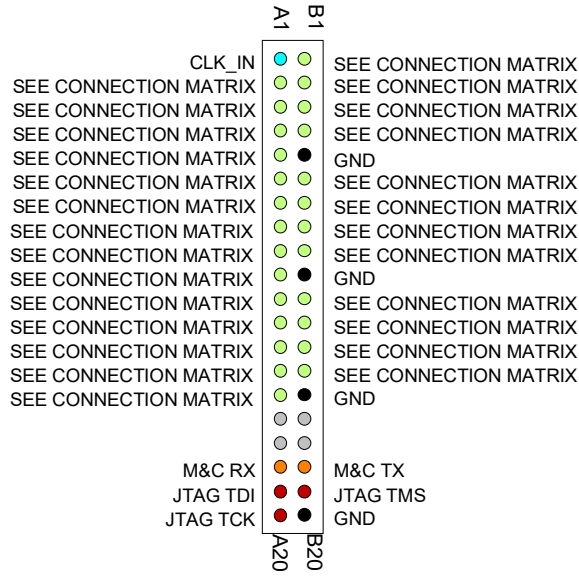 A1 B1
CLK_IN SEE CONNECTION MATRIX
SEE CONNECTION MATRIX SEE CONNECTION MATRIX
SEE CONNECTION MATRIX SEE CONNECTION MATRIX
SEE CONNECTION MATRIX SEE CONNECTION MATRIX
SEE CONNECTION MATRIX GND
SEE CONNECTION MATRIX SEE CONNECTION MATRIX
SEE CONNECTION MATRIX SEE CONNECTION MATRIX
SEE CONNECTION MATRIX SEE CONNECTION MATRIX
SEE CONNECTION MATRIX SEE CONNECTION MATRIX
SEE CONNECTION MATRIX GND
SEE CONNECTION MATRIX SEE CONNECTION MATRIX
SEE CONNECTION MATRIX SEE CONNECTION MATRIX
SEE CONNECTION MATRIX SEE CONNECTION MATRIX
SEE CONNECTION MATRIX SEE CONNECTION MATRIX
SEE CONNECTION MATRIX GND
M&C RX M&C TX
JTAG TDI JTAG TMS
JTAG TCK GND
A20 B20